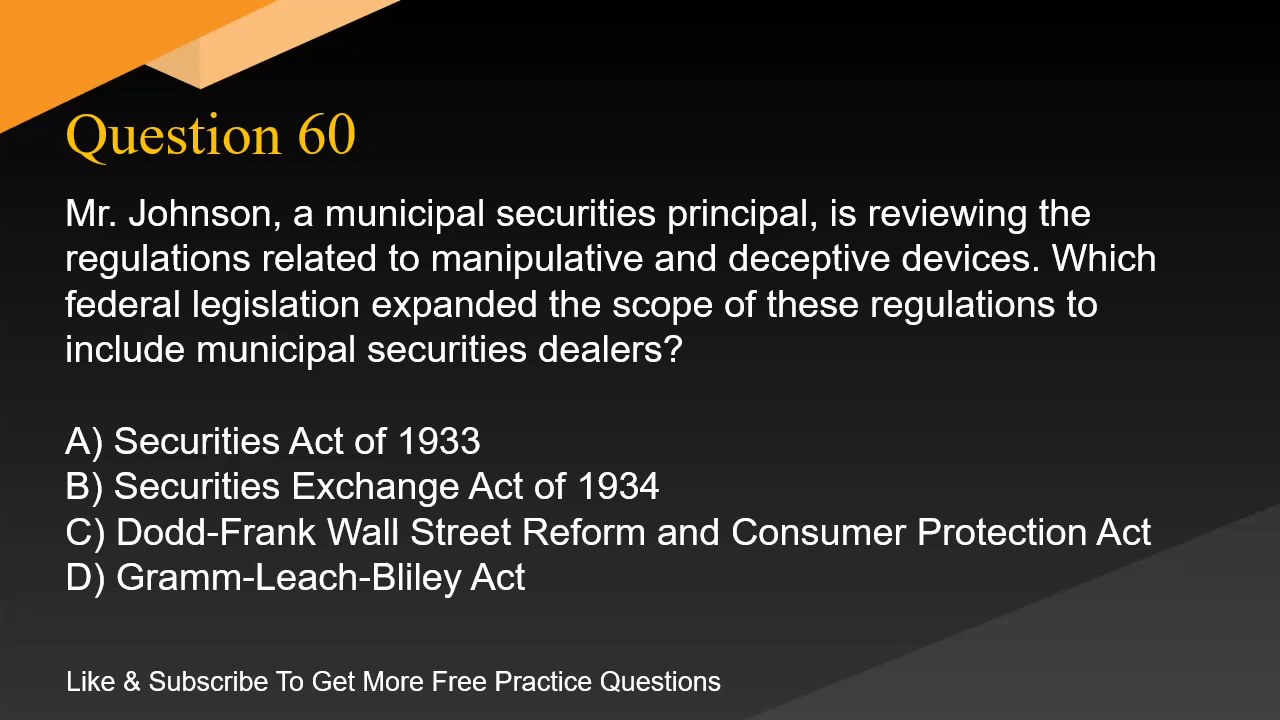 Question 60
Mr. Johnson, a municipal securities principal, is reviewing the
regulations related to manipulative and deceptive devices. Which
federal legislation expanded the scope of these regulations to
include municipal securities dealers?
A) Securities Act of 1933
B) Securities Exchange Act of 1934
C) Dodd-Frank Wall Street Reform and Consumer Protection Act
D) Gramm-Leach-Bliley Act
Like & Subscribe To Get More Free Practice Questions